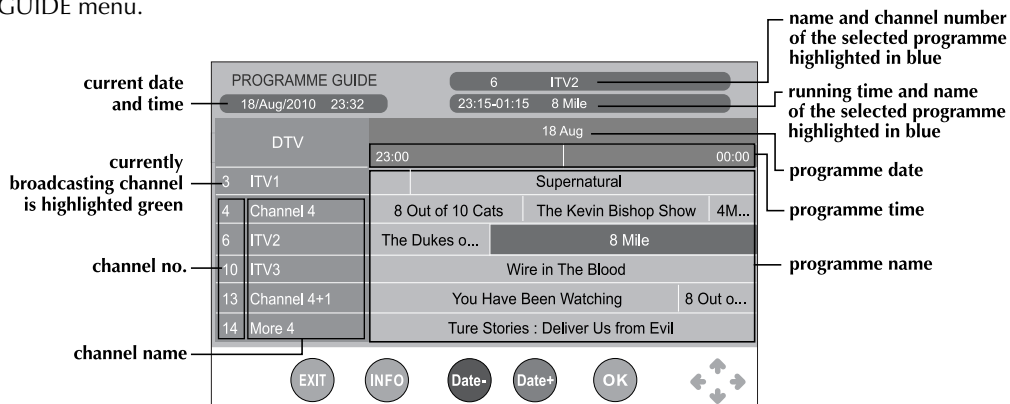 GUIDE menu.
name and channel number
of the selected programme
highlighted in blue
current date
and time
PROGRAMME GUIDE
6 ITV2
18/Aug/2010 23:32
23:15-01:15 8 Mile
running time and name
of the selected programme
highlighted in blue
DTV
18 Aug
23:00 00:00
programme date
currently
broadcasting channel
is highlighted green
3 ITV1 Supernatural
4 Channel 4 8 Out of 10 Cats The Kevin Bishop Show 4M...
programme time
6 ITV2 The Dukes o... 8 Mile
channel no.
10 ITV3 Wire in The Blood
programme name
13 Channel 4+1 You Have Been Watching 8 Out o...
14 More 4 Ture Stories : Deliver Us from Evil
channel name
EXIT INFO Date- Date+ OK